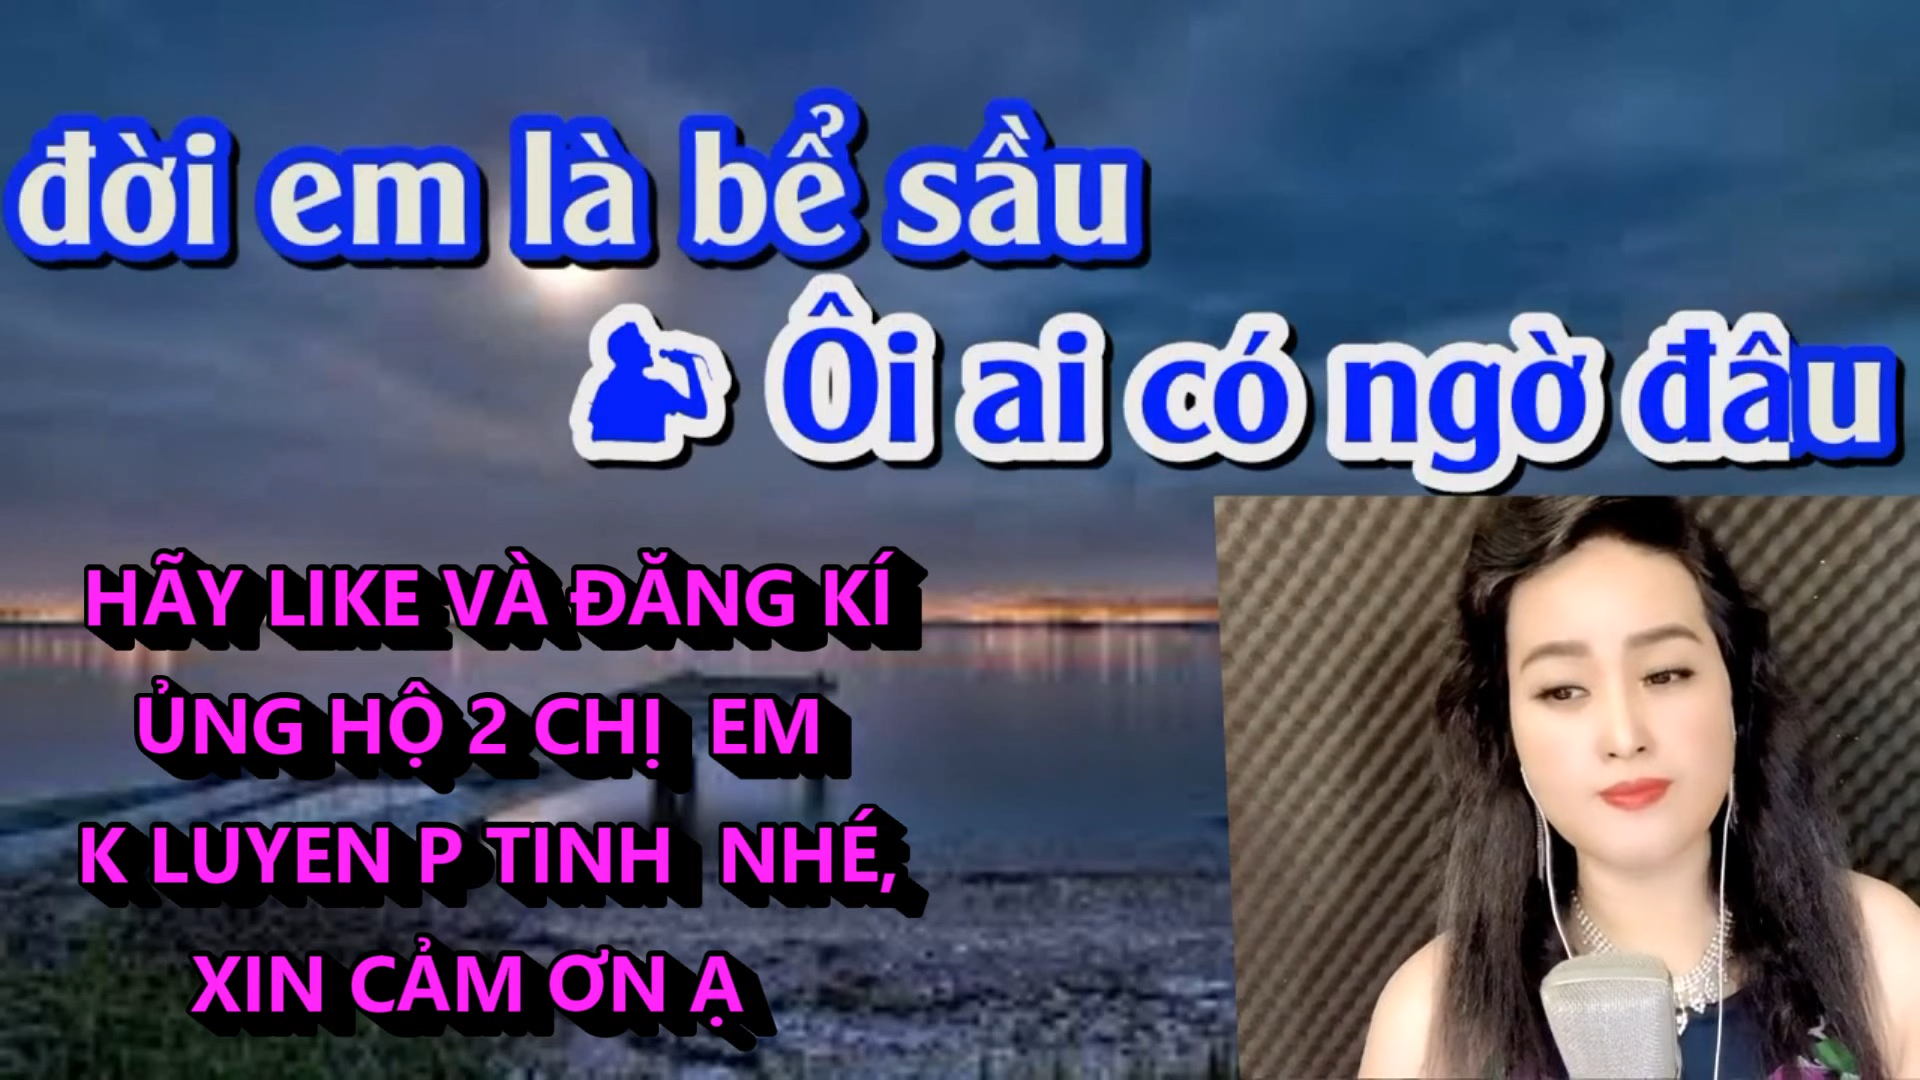 đời em là bể sầu
Ôi ai có ngờ đâu
HÃY LIKE VÀ ĐĂNG KÍ
ỦNG HỘ 2 CHỊ EM
K LUYEN P TINH NHÉ,
XIN CẢM ƠN Ạ